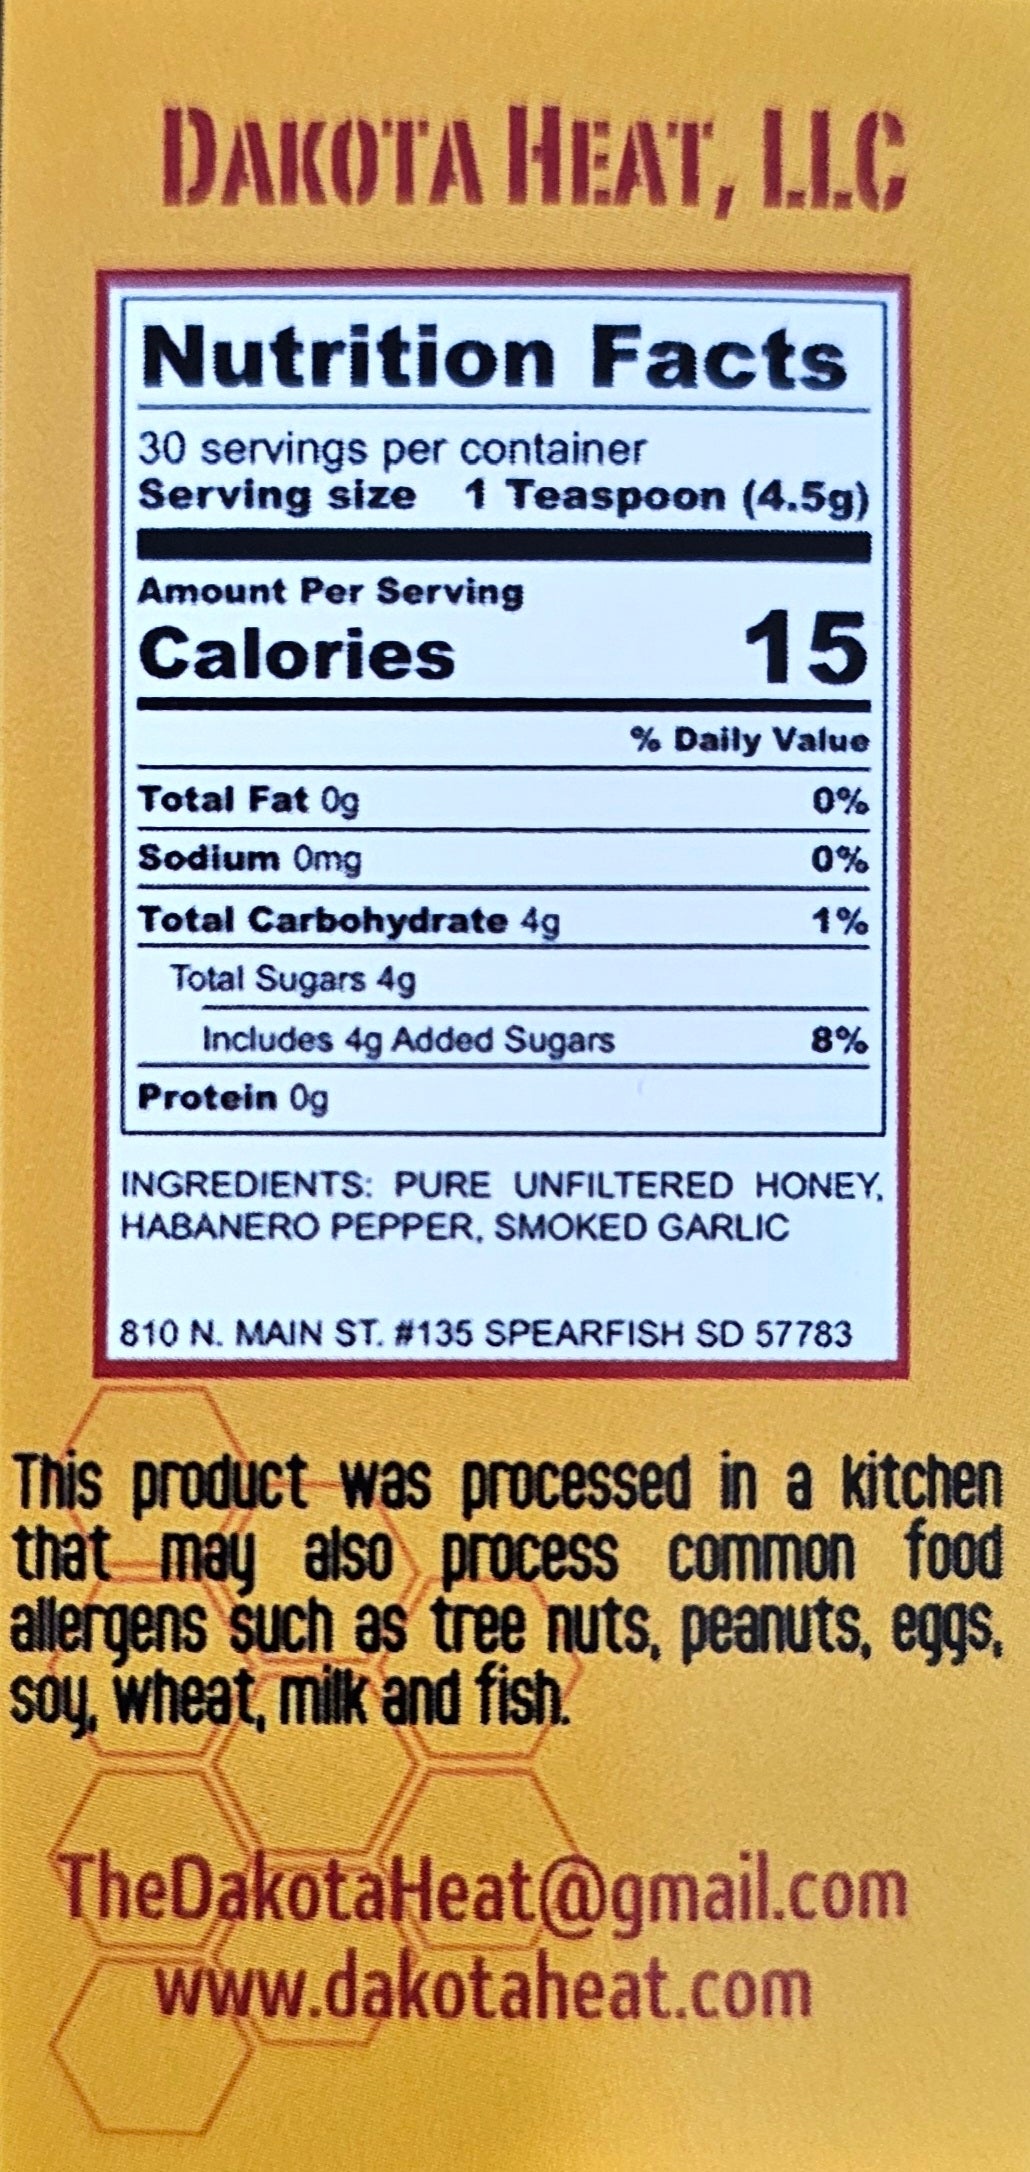 DAKOTA HEAT, LLC
Nutrition Facts
30 servings per container
Serving size 1 Teaspoon (4.5g)
Amount Per Serving
Calories 15
% Daily Value
Total Fat 0g 0%
Sodium 0mg 0%
Total Carbohydrate 4g 1%
Total Sugars 4g
Includes 4g Added Sugars 8%
Protein 0g
INGREDIENTS: PURE UNFILTERED HONEY,
HABANERO PEPPER, SMOKED GARLIC
810 N. MAIN ST. #135 SPEARFISH SD 57783
This product was processed in a kitchen
that may also process common food
allergens such as tree nuts, peanuts, eggs,
soy, wheat, milk and fish.
TheDakotaHeat@gmail.com
www.dakotaheat.com